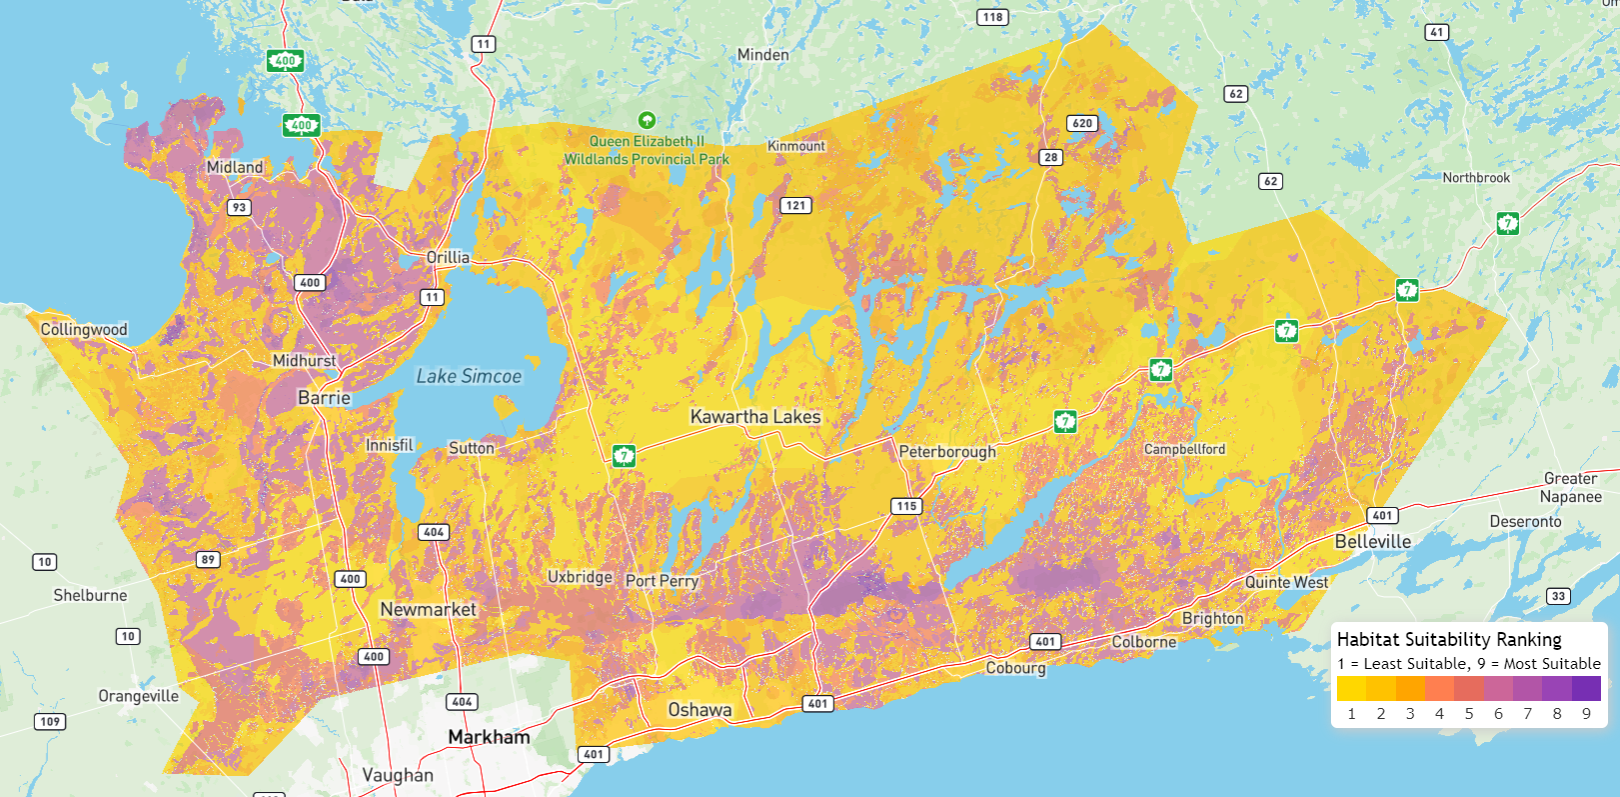 118
41
11
Minden
400
62
Queen Elizabeth II
Wildlands Provincial Park
Kinmount
620
28
400
Midland
62
Northbrook
93
121
7
Orillia
400
11
7
Collingwood
7
Midhurst
Lake Simcoe
7
Barrie
Kawartha Lakes
7
Innisfil
Sutton
7
Peterborough
Campbellford
Greater
Napanee
115
401
Deseronto
404
Belleville
10
89
400
Uxbridge
Port Perry
Quinte West
Shelburne
Newmarket
33
10
Brighton
401
Colborne
400
Cobourg
Orangeville
404
401
Oshawa
109
Markham
401
Vaughan
Habitat Suitability Ranking
1 = Least Suitable, 9 = Most Suitable
1 2 3 4 5 6 7 8 9